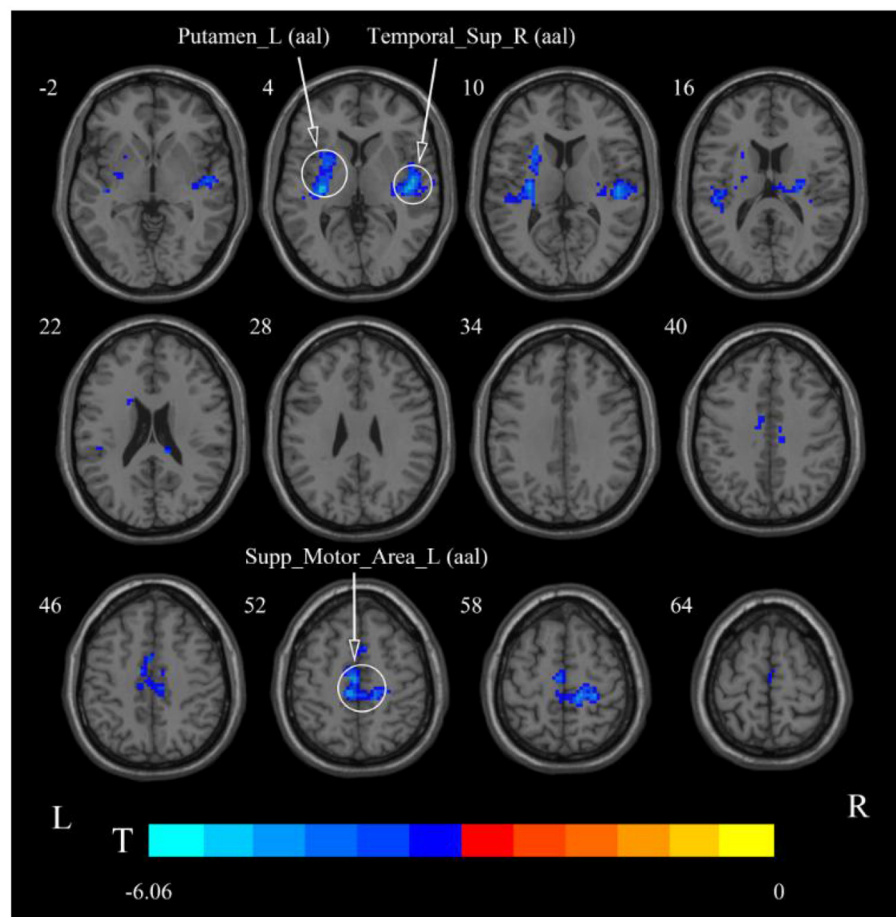 Putamen_L (aal) Temporal_Sup_R (aal)
-2 4 10 16
22 28 34 40
Supp_Motor_Area_L (aal)
46 52 58 64
L R
T
-6.06 0